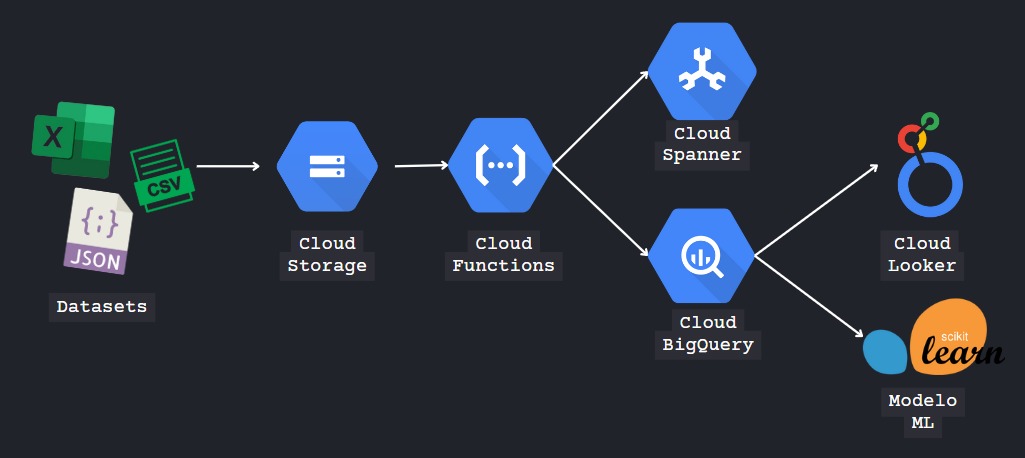 X
CSV
{;}
JSON
Datasets
Cloud
Storage
Cloud
Functions
Cloud
Spanner
Cloud
BigQuery
Cloud
Looker
scikit
learn
Modelo
ML